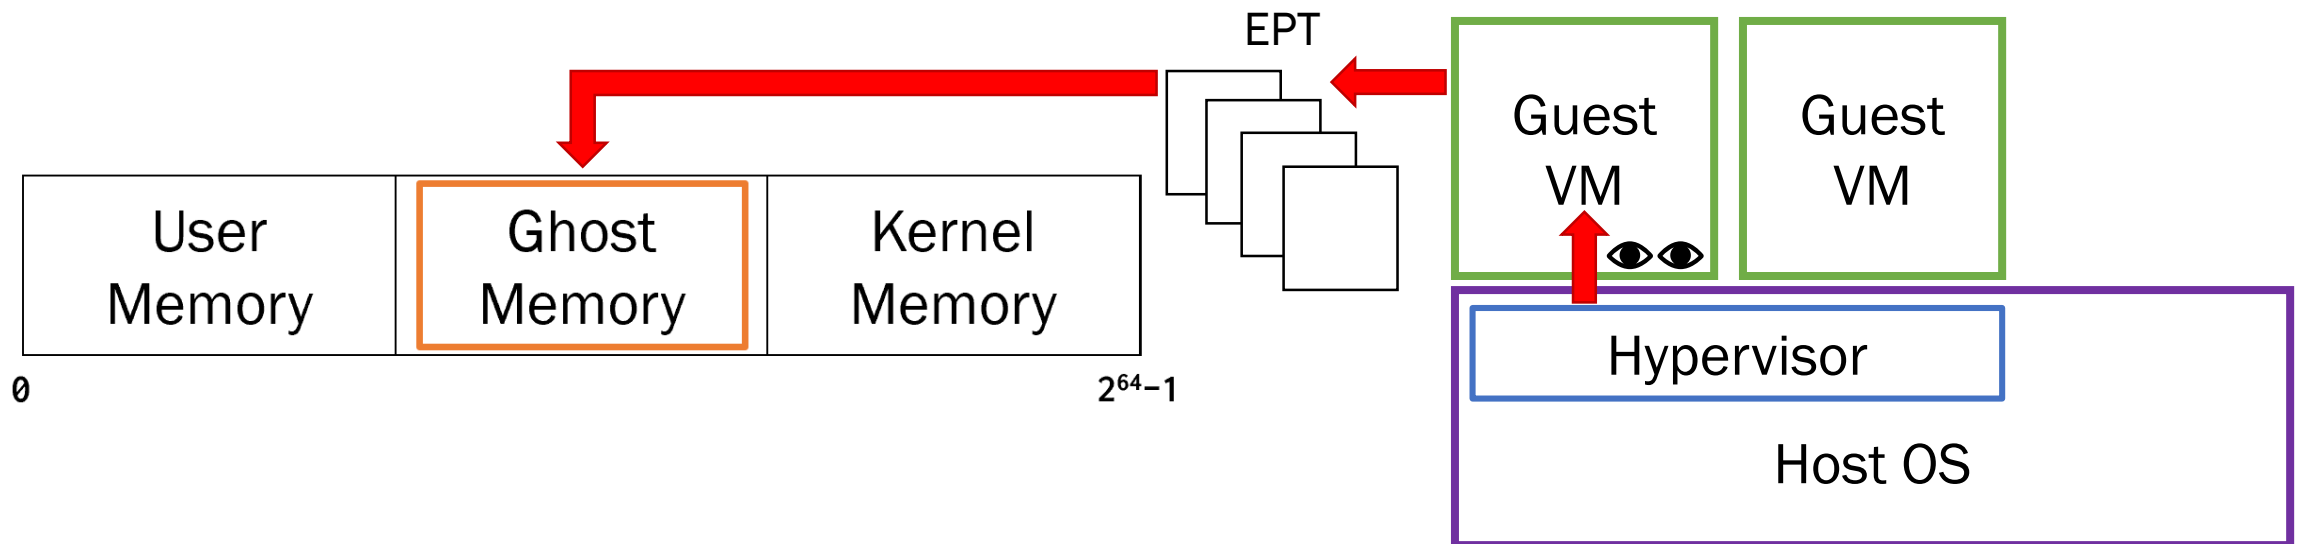 EPT
Guest
VM
Guest
VM
User
Memory
Ghost
Memory
Kernel
Memory
0
2⁶⁴-1
Hypervisor
Host OS